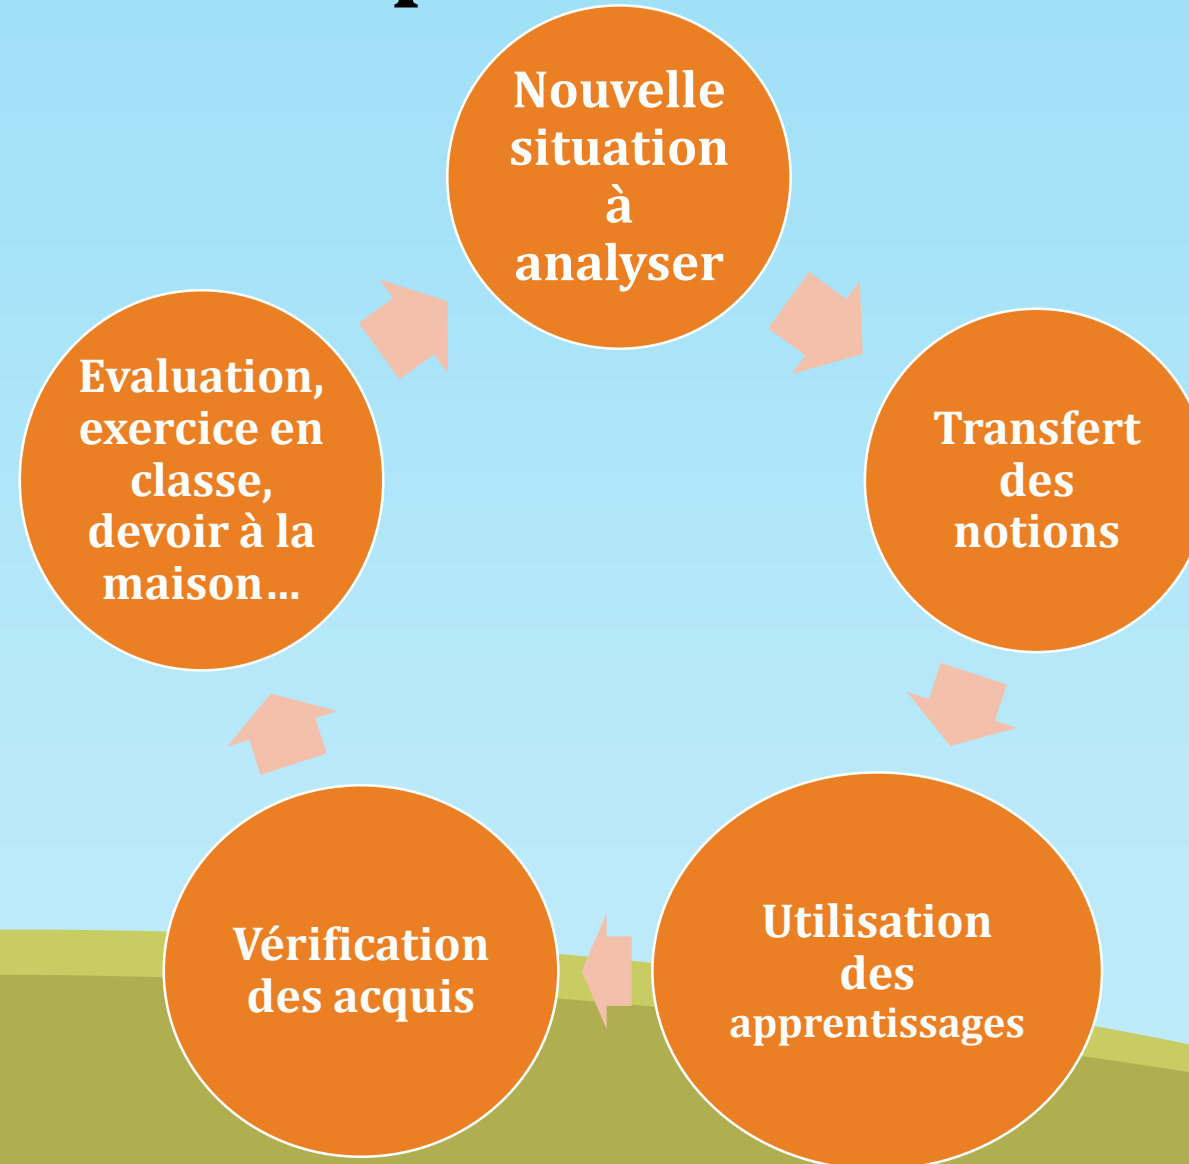 Nouvelle
situation
à
analyser
Transfert
des
notions
Utilisation
des
apprentissages
Vérification
des acquis
Evaluation,
exercice en
classe,
devoir à la
maison…